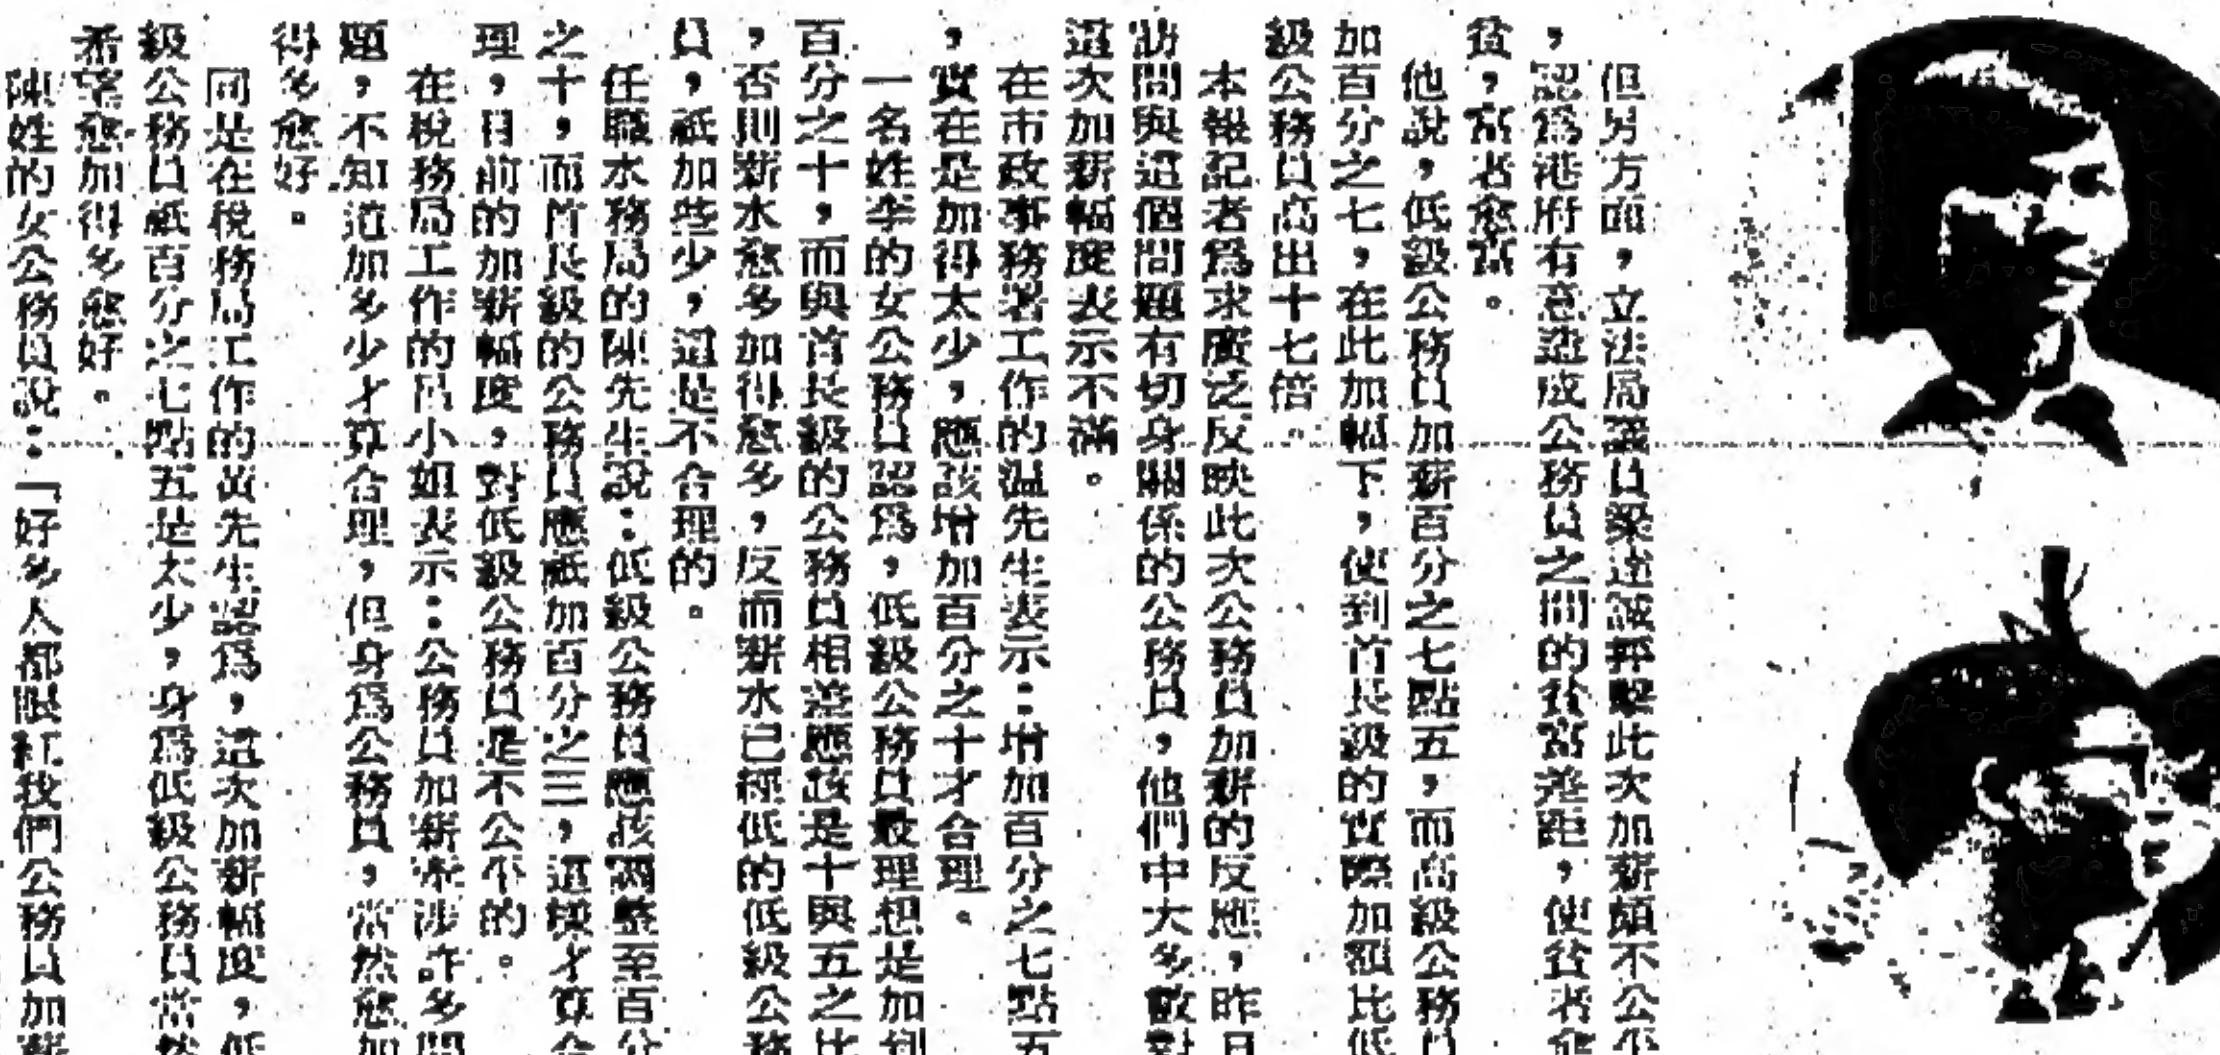 但另方面，立法局議員梁達誠抨擊此次加薪頗不公平
，認為港府有意造成公務員之間的貧富差距，使貧者愈
貧，富者愈富。
他說，低級公務員加薪百分之七點五，而高級公務員
加百分之七，在此加幅下，使到首長級的實際加額比低
級公務員高出十七倍。
本報記者為求廣泛反映此次公務員加薪的反應，昨日
訪問與這個問題有切身關係的公務員，他們中大多數對
這次加薪幅度表示不滿。
在市政事務署工作的溫先生表示：增加百分之七點五
，實在是加得太少，應該增加百分之十才合理。
一名姓李的女公務員認為，低級公務員最理想是加到
百分之十，而與首長級的公務員相差應該是十與五之比
，否則薪水愈多加得愈多，反而薪水已經低的低級公務
員，祇加些少，這是不合理的。
任職水務局的陳先生說：低級公務員應該調整至百分
之十，而首長級的公務員應祇加百分之三，這樣才算合
理，目前的加薪幅度，對低級公務員是不公平的。
在稅務局工作的呂小姐表示：公務員加薪牽涉許多問
題，不知道加多少才算合理，但身為公務員，當然愈加
得多愈好。
同是在稅務局工作的黃先生認為，這次加薪幅度，低
級公務員祇百分之七點五是太少，身為低級公務員當然
希望愈加得多愈好。
陳姓的女公務員說：「好多人都眼紅我們公務員加薪